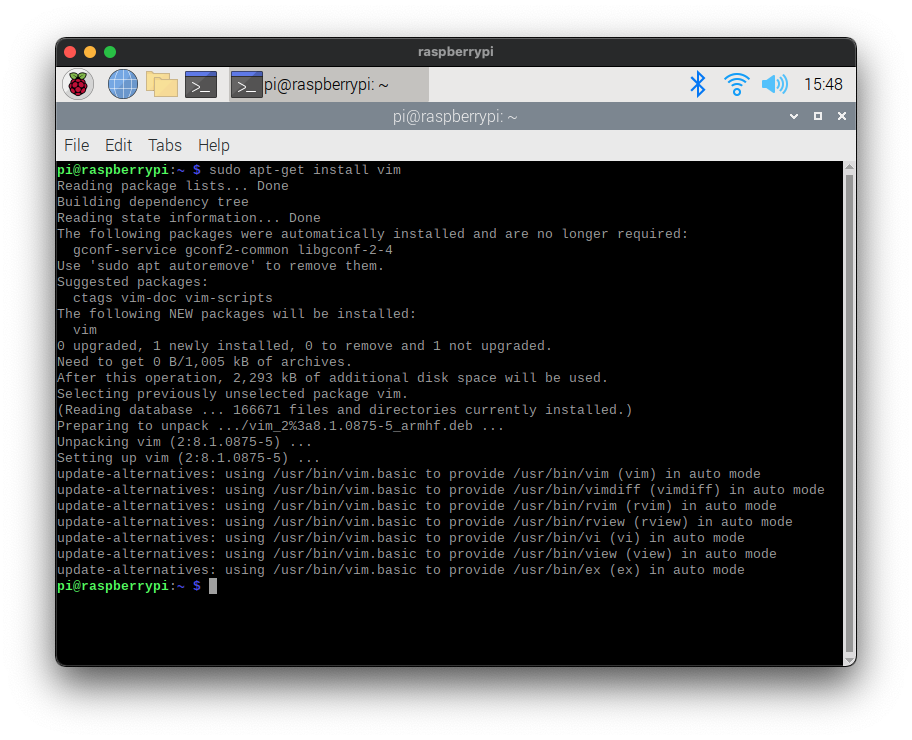 raspberrypi
pi@raspberrypi: ~
15:48
pi@raspberrypi: ~
File Edit Tabs Help
pi@raspberrypi:~ $ sudo apt-get install vim
Reading package lists... Done
Building dependency tree
Reading state information... Done
The following packages were automatically installed and are no longer required:
  gconf-service gconf2-common libgconf-2-4
Use 'sudo apt autoremove' to remove them.
Suggested packages:
  ctags vim-doc vim-scripts
The following NEW packages will be installed:
  vim
0 upgraded, 1 newly installed, 0 to remove and 1 not upgraded.
Need to get 0 B/1,005 kB of archives.
After this operation, 2,293 kB of additional disk space will be used.
Selecting previously unselected package vim.
(Reading database ... 166671 files and directories currently installed.)
Preparing to unpack .../vim_2%3a8.1.0875-5_armhf.deb ...
Unpacking vim (2:8.1.0875-5) ...
Setting up vim (2:8.1.0875-5) ...
update-alternatives: using /usr/bin/vim.basic to provide /usr/bin/vim (vim) in auto mode
update-alternatives: using /usr/bin/vim.basic to provide /usr/bin/vimdiff (vimdiff) in auto mode
update-alternatives: using /usr/bin/vim.basic to provide /usr/bin/rvim (rvim) in auto mode
update-alternatives: using /usr/bin/vim.basic to provide /usr/bin/rview (rview) in auto mode
update-alternatives: using /usr/bin/vim.basic to provide /usr/bin/vi (vi) in auto mode
update-alternatives: using /usr/bin/vim.basic to provide /usr/bin/view (view) in auto mode
update-alternatives: using /usr/bin/vim.basic to provide /usr/bin/ex (ex) in auto mode
pi@raspberrypi:~ $